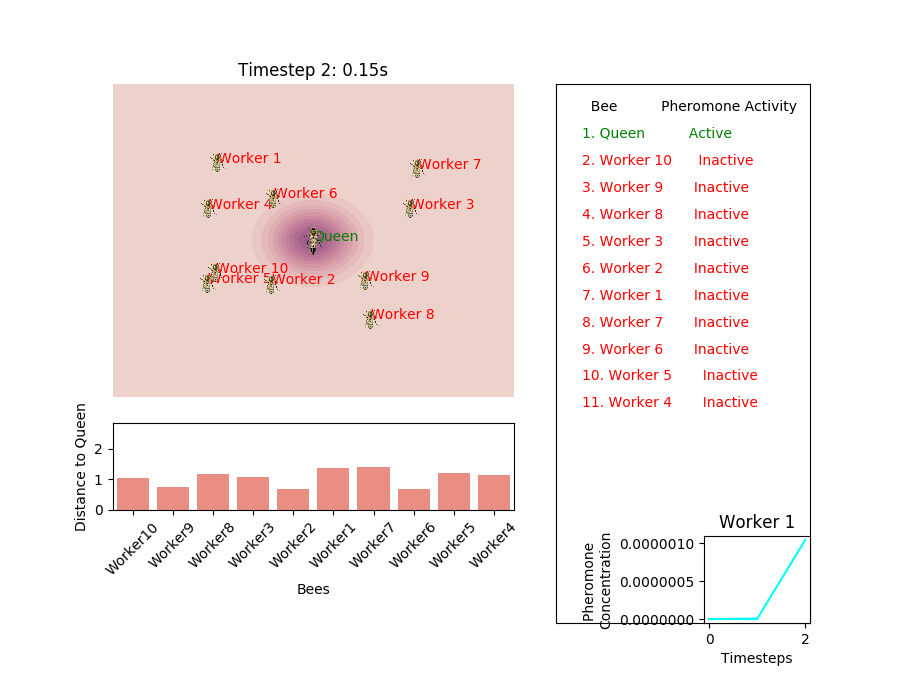 Timestep 2: 0.15s
Worker 1
Worker 7
Worker 6
Worker 4
Worker 3
Queen
Worker 10
Worker 5
Worker 2
Worker 9
Worker 8
Distance to Queen
2
1
0
Worker10
Worker9
Worker8
Worker3
Worker2
Worker1
Worker7
Worker6
Worker5
Worker4
Bees
Bee Pheromone Activity
1. Queen Active
2. Worker 10 Inactive
3. Worker 9 Inactive
4. Worker 8 Inactive
5. Worker 3 Inactive
6. Worker 2 Inactive
7. Worker 1 Inactive
8. Worker 7 Inactive
9. Worker 6 Inactive
10. Worker 5 Inactive
11. Worker 4 Inactive
Worker 1
Pheromone
Concentration
0.0000010
0.0000005
0.0000000
0 2
Timesteps